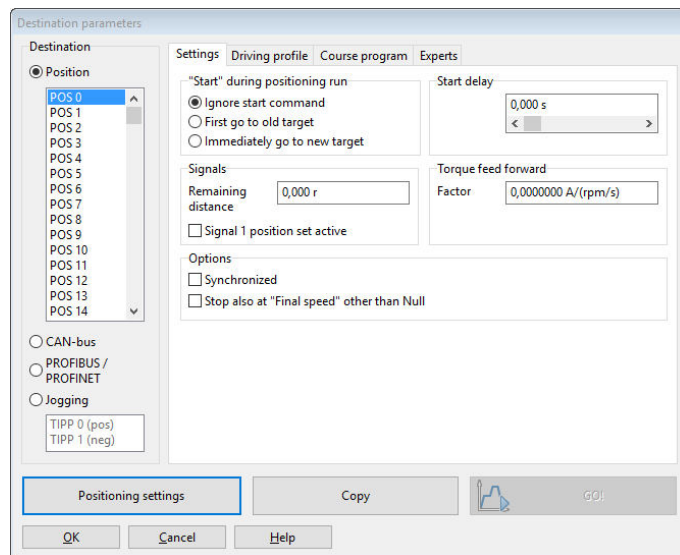 Destination parameters
Destination
Position
POS 0
POS 1
POS 2
POS 3
POS 4
POS 5
POS 6
POS 7
POS 8
POS 9
POS 10
POS 11
POS 12
POS 13
POS 14
CAN-bus
PROFIBUS /
PROFINET
Jogging
TIPP 0 (pos)
TIPP 1 (neg)
Settings Driving profile Course program Experts
"Start" during positioning run
Ignore start command
First go to old target
Immediately go to new target
Start delay
0,000 s
Signals
Remaining
distance
0,000 r
Signal 1 position set active
Torque feed forward
Factor 0,0000000 A/(rpm/s)
Options
Synchronized
Stop also at "Final speed" other than Null
Positioning settings Copy GO!
OK Cancel Help